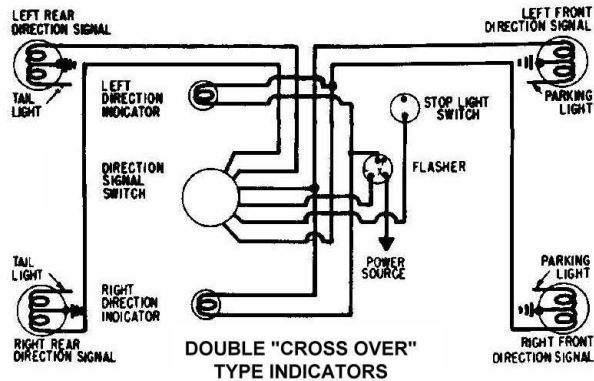 LEFT REAR
DIRECTION SIGNAL
LEFT FRONT
DIRECTION SIGNAL
TAIL
LIGHT
LEFT
DIRECTION
INDICATOR
STOP LIGHT
SWITCH
PARKING
LIGHT
DIRECTION
SIGNAL
SWITCH
FLASHER
POWER
SOURCE
TAIL
LIGHT
PARKING
LIGHT
RIGHT
DIRECTION
INDICATOR
RIGHT REAR
DIRECTION SIGNAL
RIGHT FRONT
DIRECTION SIGNAL
DOUBLE "CROSS OVER"
TYPE INDICATORS